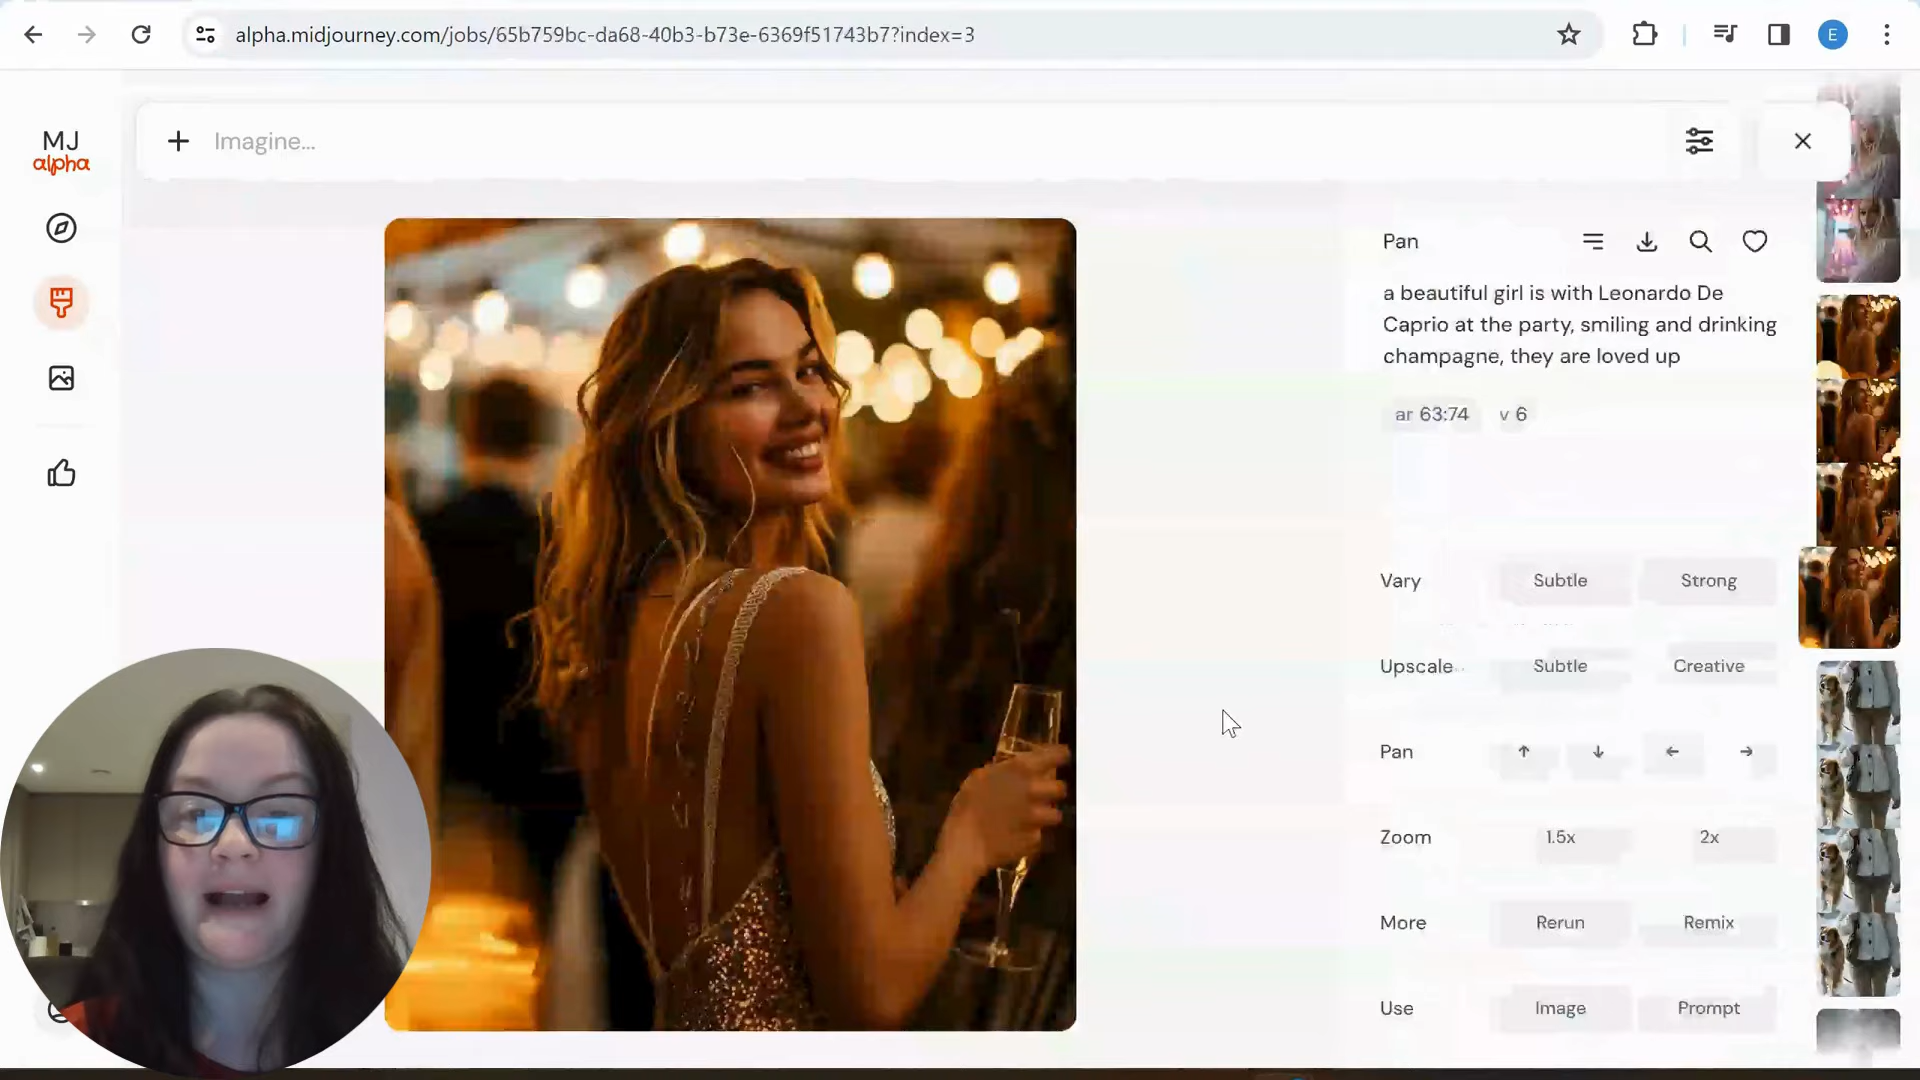 alpha.midjourney.com/jobs/65b759bc-da68-40b3-b73e-6369f51743b7?index=3
E
MJ
alpha
Imagine...
Pan
a beautiful girl is with Leonardo De
Caprio at the party, smiling and drinking
champagne, they are loved up
ar 63:74 v 6
Vary Subtle Strong
Upscale Subtle Creative
Pan
Zoom 1.5x 2x
More Rerun Remix
Use Image Prompt